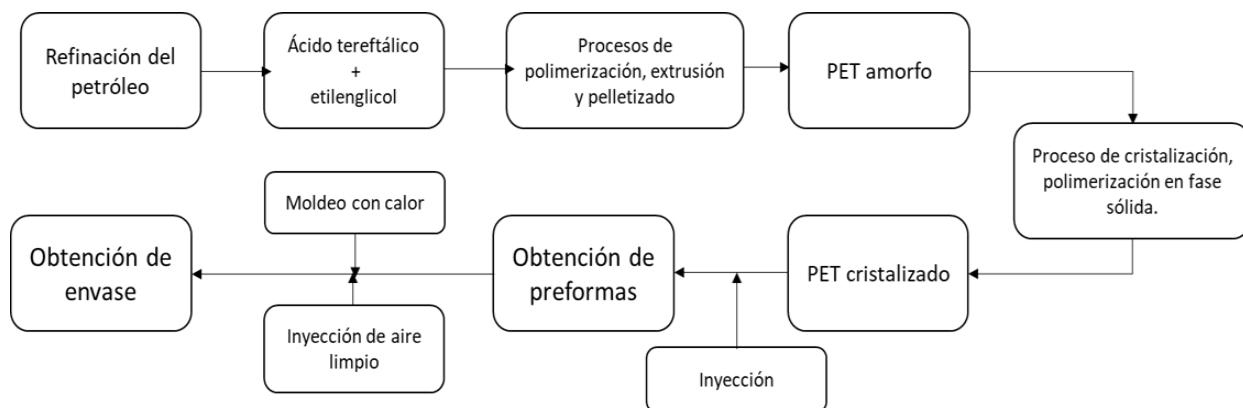 Refinación del
petróleo
Ácido tereftálico
+
etilenglicol
Procesos de
polimerización, extrusión
y pelletizado
PET amorfo
Proceso de cristalización,
polimerización en fase
sólida.
PET cristalizado
Inyección
Obtención de
preformas
Moldeo con calor
Inyección de aire
limpio
Obtención de
envase